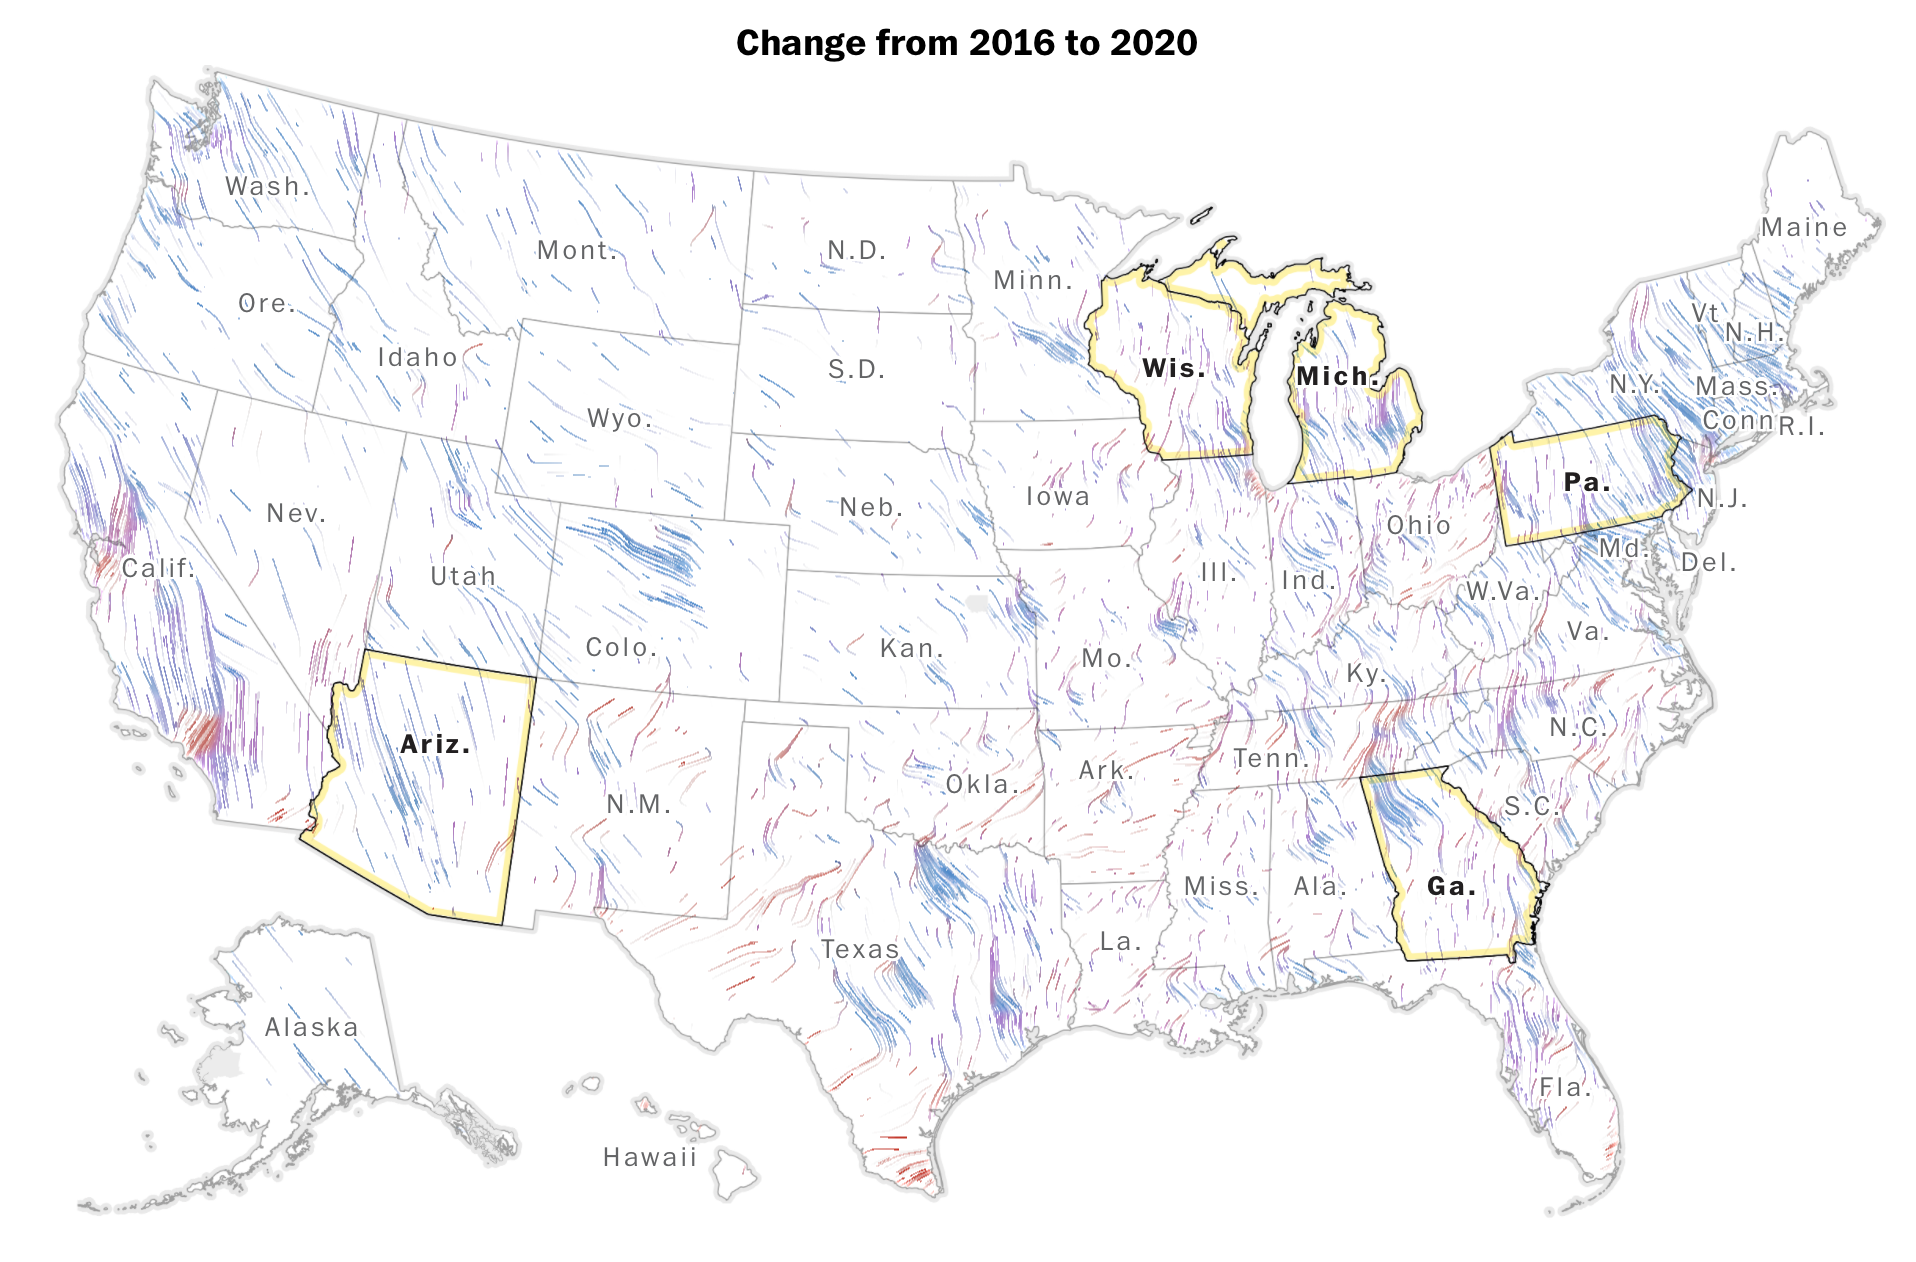 Change from 2016 to 2020
Wash.
Maine
Mont.
N.D.
Minn.
Ore.
Vt
N.H.
Idaho
S.D.
Wis.
Mich.
N.Y.
Mass.
Wyo.
Conn
R.I.
Iowa
Pa.
Nev.
Neb.
Ohio
N.J.
Calif.
Utah
Ill.
Ind.
Md.
Del.
W.Va.
Colo.
Kan.
Mo.
Ky.
Va.
Ariz.
N.M.
Okla.
Ark.
Tenn.
N.C.
S.C.
Miss.
Ala.
Ga.
Texas
La.
Alaska
Fla.
Hawaii